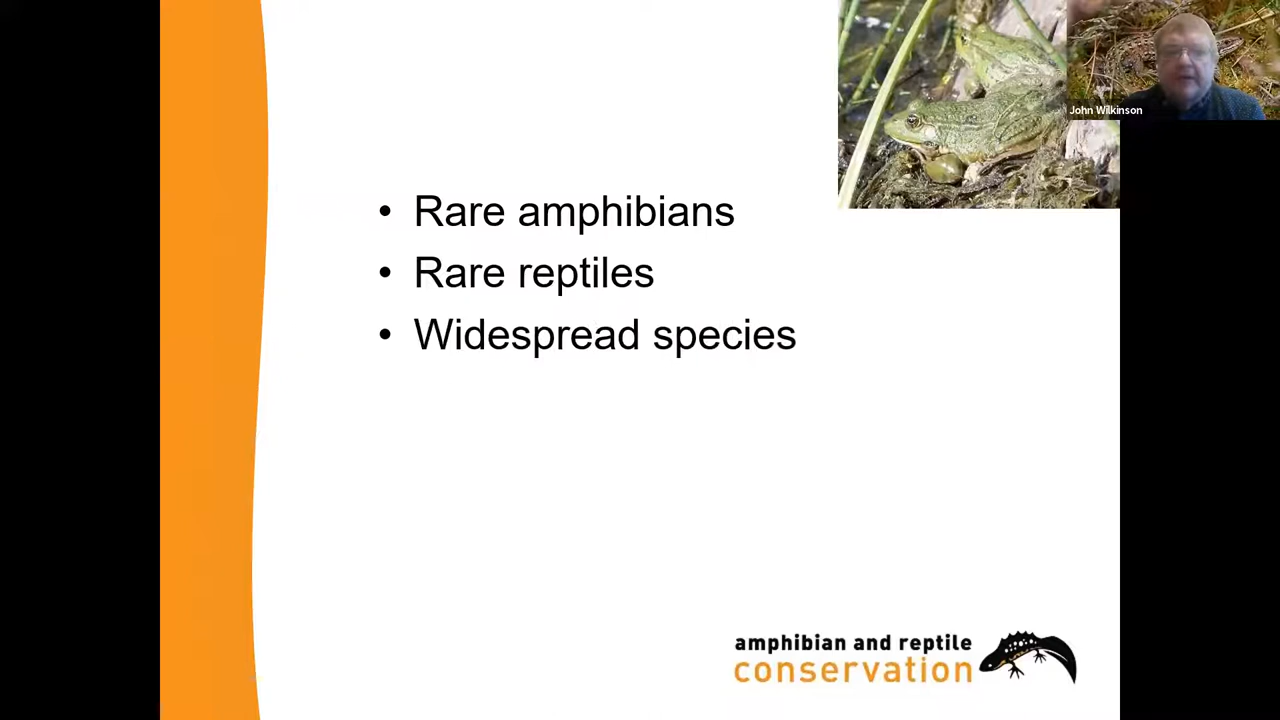 John Wilkinson
• Rare amphibians
• Rare reptiles
• Widespread species
amphibian and reptile
conservation